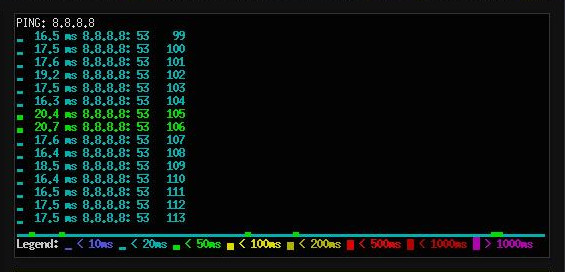 PING: 8.8.8.8
16.5 ms 8.8.8.8: 53 99
17.5 ms 8.8.8.8: 53 100
17.6 ms 8.8.8.8: 53 101
19.2 ms 8.8.8.8: 53 102
17.5 ms 8.8.8.8: 53 103
16.3 ms 8.8.8.8: 53 104
20.4 ms 8.8.8.8: 53 105
20.7 ms 8.8.8.8: 53 106
17.6 ms 8.8.8.8: 53 107
16.4 ms 8.8.8.8: 53 108
18.5 ms 8.8.8.8: 53 109
16.4 ms 8.8.8.8: 53 110
16.5 ms 8.8.8.8: 53 111
17.5 ms 8.8.8.8: 53 112
17.5 ms 8.8.8.8: 53 113
Legend: < 10ms < 20ms < 50ms < 100ms < 200ms < 500ms < 1000ms > 1000ms